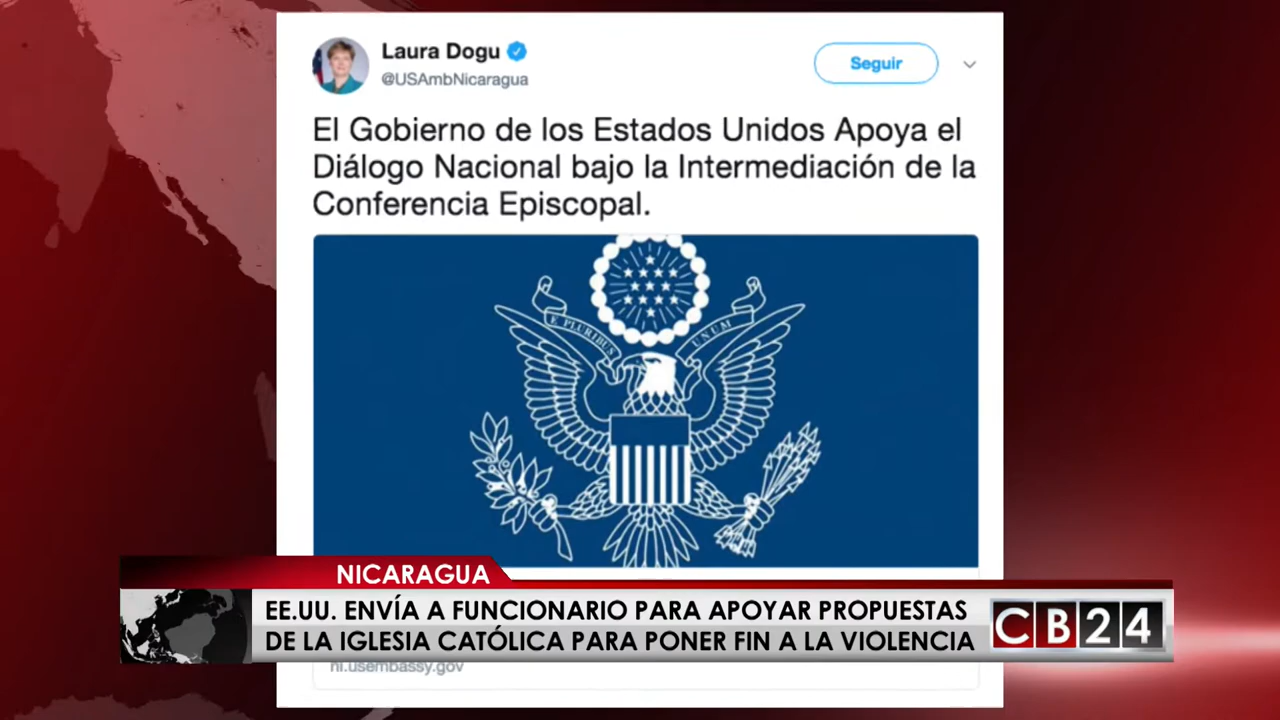 Laura Dogu
@USAmbNicaragua
Seguir
El Gobierno de los Estados Unidos Apoya el
Diálogo Nacional bajo la Intermediación de la
Conferencia Episcopal.
E PLURIBUS UNUM
NICARAGUA
EE.UU. ENVÍA A FUNCIONARIO PARA APOYAR PROPUESTAS
DE LA IGLESIA CATÓLICA PARA PONER FIN A LA VIOLENCIA
CB24
ni.usembassy.gov